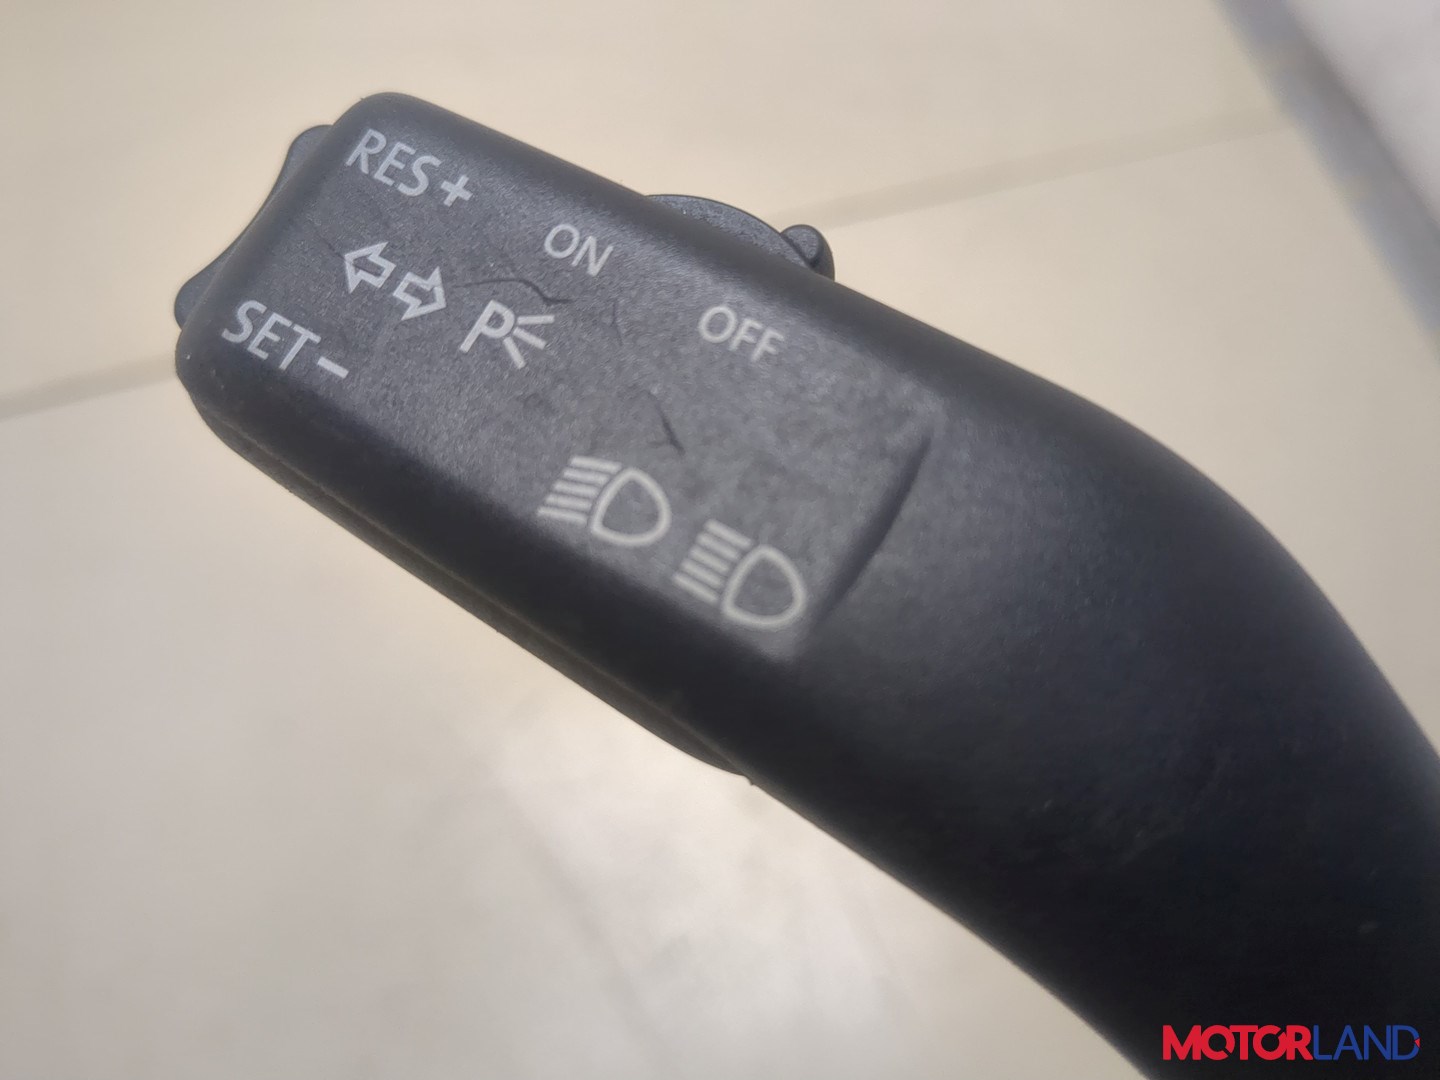 RES +
ON
OFF
P
SET -
MOTORLAND